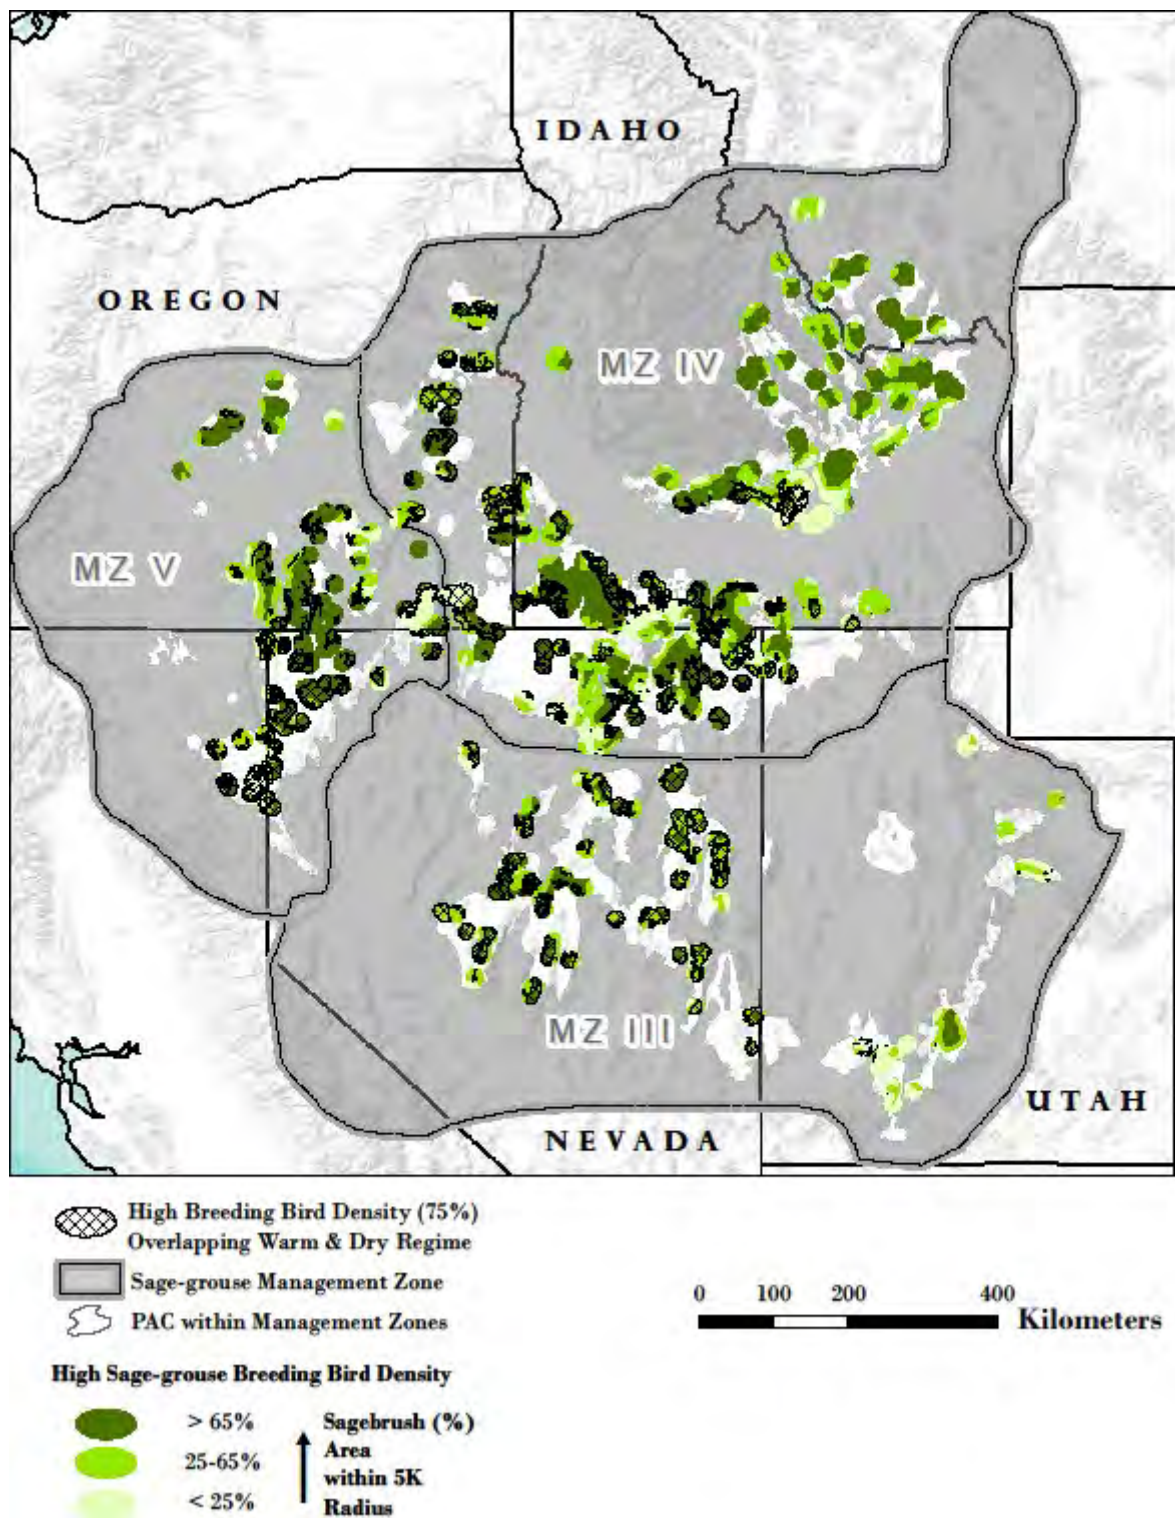 IDAHO
OREGON
MZ IV
MZ V
MZ III
UTAH
NEVADA
High Breeding Bird Density (75%)
Overlapping Warm & Dry Regime
Sage-grouse Management Zone
PAC within Management Zones
0 100 200 400
Kilometers
High Sage-grouse Breeding Bird Density
> 65%
25-65%
< 25%
Sagebrush (%)
Area
within 5K
Radius